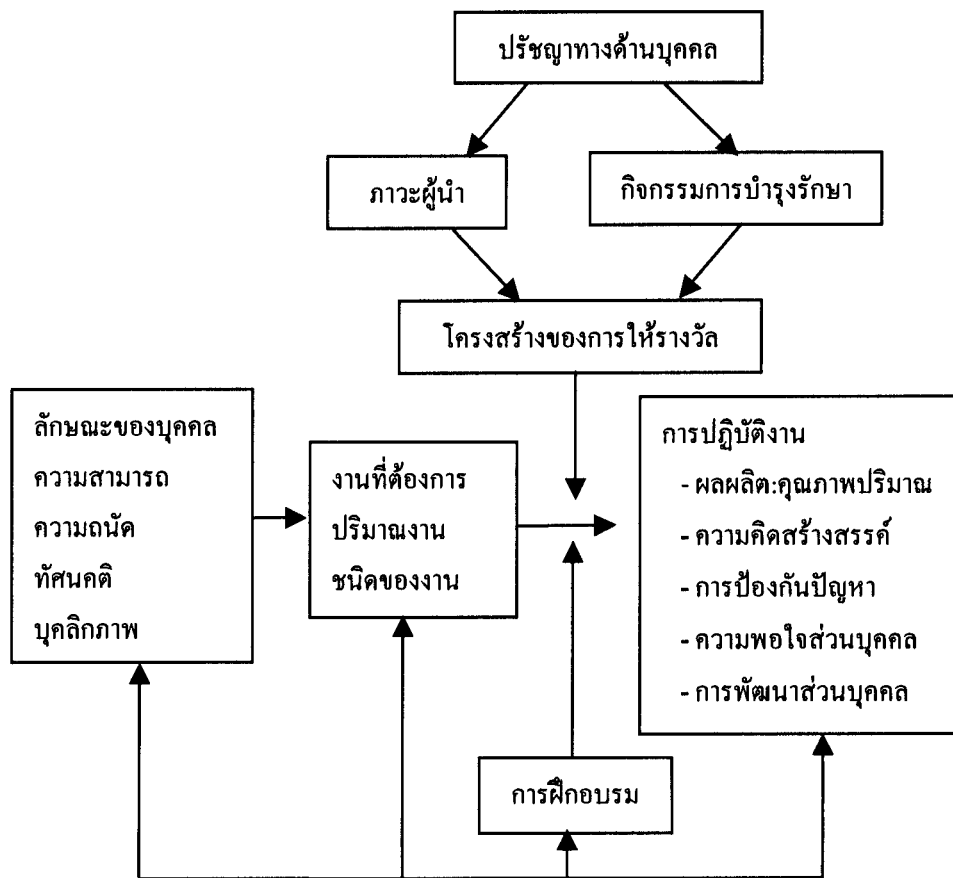 ปรัชญาทางด้านบุคคล
ภาวะผู้นำ
กิจกรรมการบำรุงรักษา
โครงสร้างของการให้รางวัล
ลักษณะของบุคคล
ความสามารถ
ความถนัด
ทัศนคติ
บุคลิกภาพ
งานที่ต้องการ
ปริมาณงาน
ชนิดของงาน
การปฏิบัติงาน
- ผลผลิต:คุณภาพปริมาณ
- ความคิดสร้างสรรค์
- การป้องกันปัญหา
- ความพอใจส่วนบุคคล
- การพัฒนาส่วนบุคคล
การฝึกอบรม